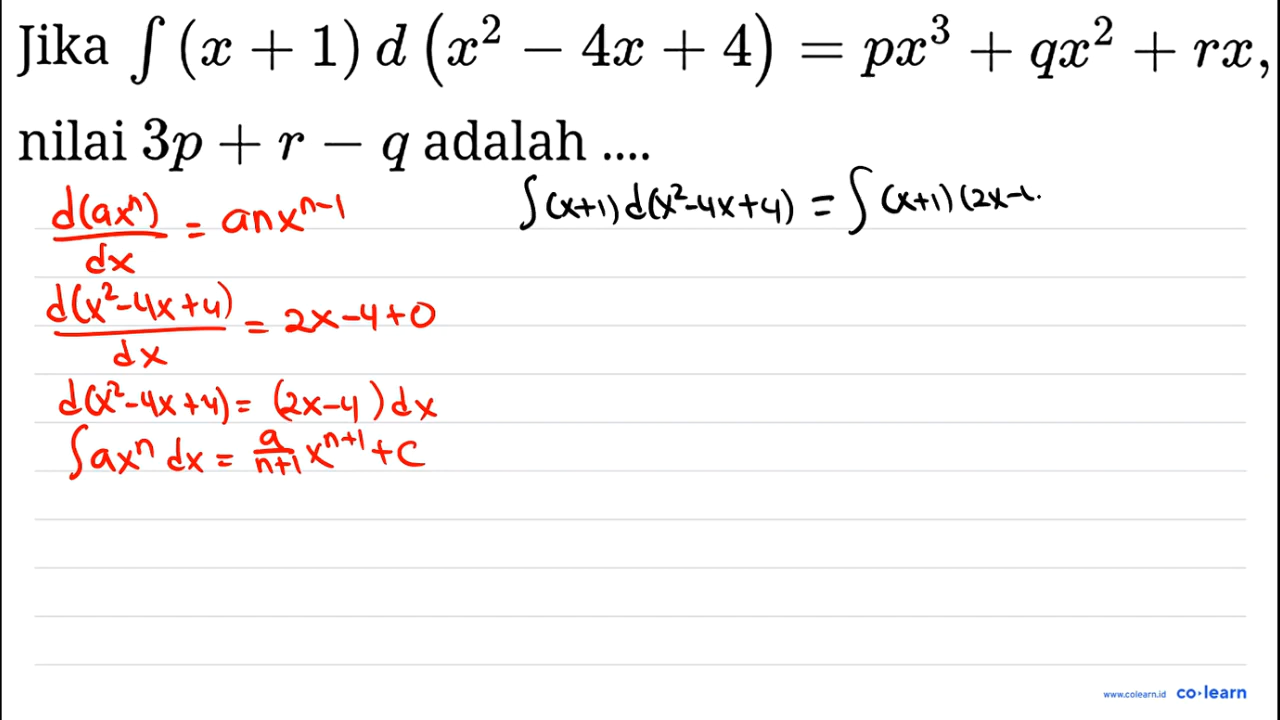 Jika ∫ (x + 1) d (x² − 4x + 4) = px³ + qx² + rx,
nilai 3p + r − q adalah ....
d(axⁿ)/dx = anxⁿ⁻¹
∫(x+1) d(x²-4x+4) = ∫(x+1)(2x-
d(x²-4x+4)/dx = 2x-4+0
d(x²-4x+4) = (2x-4)dx
∫axⁿ dx = a/n+1 xⁿ⁺¹ + C
www.colearn.id co·learn